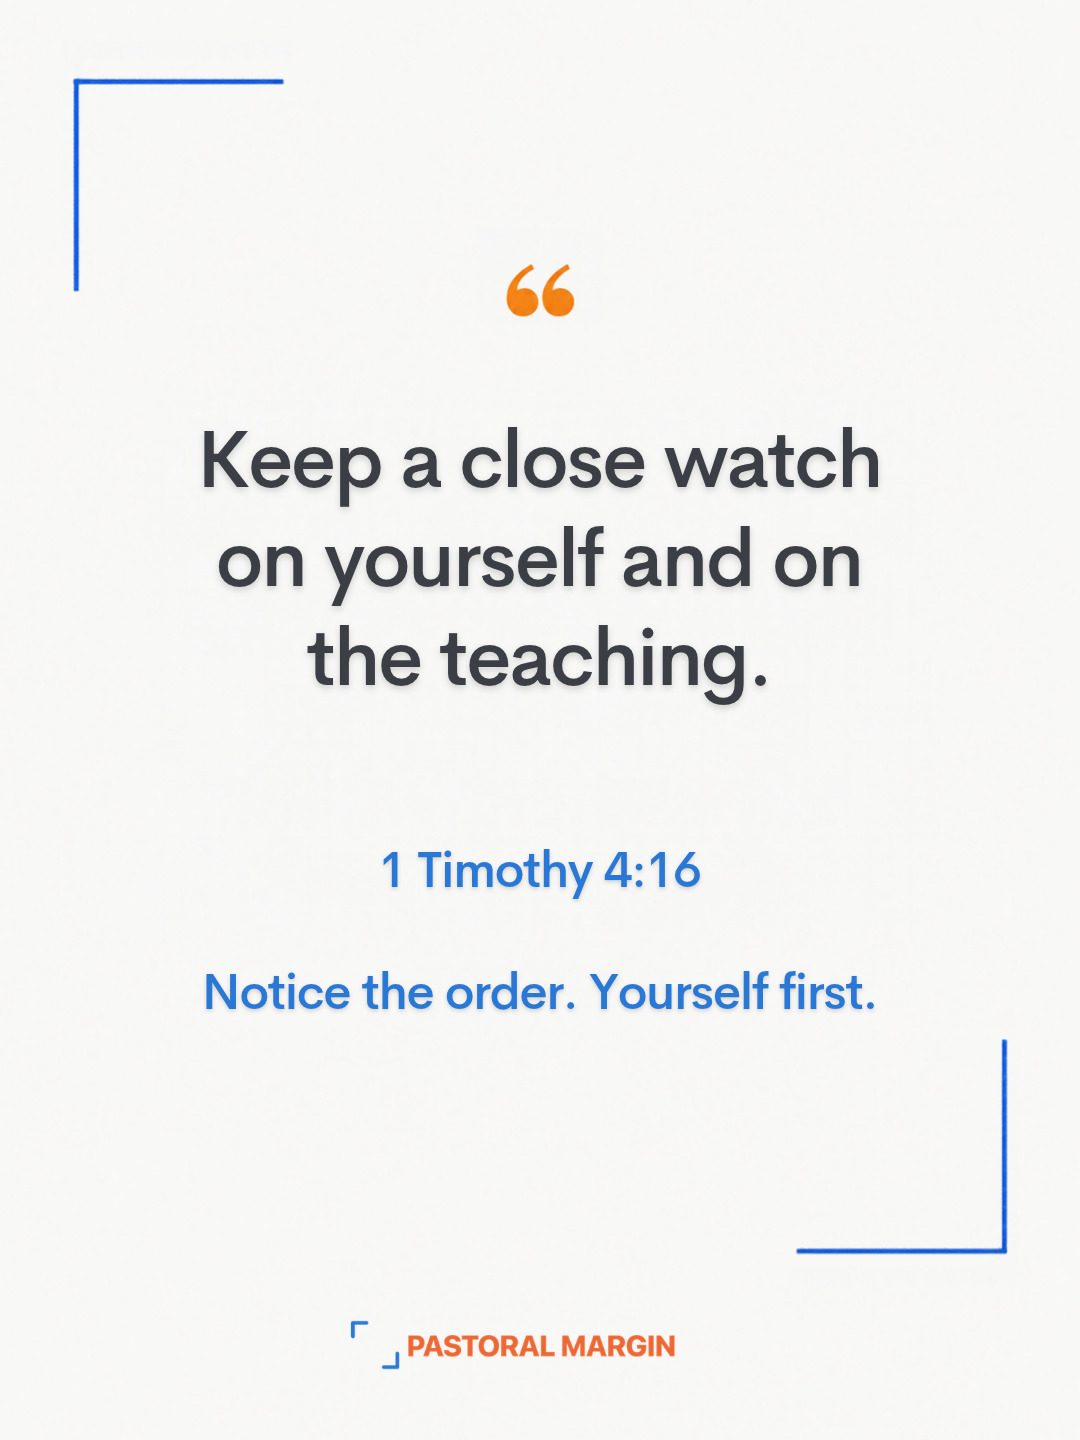 “
Keep a close watch
on yourself and on
the teaching.
1 Timothy 4:16
Notice the order. Yourself first.
PASTORAL MARGIN